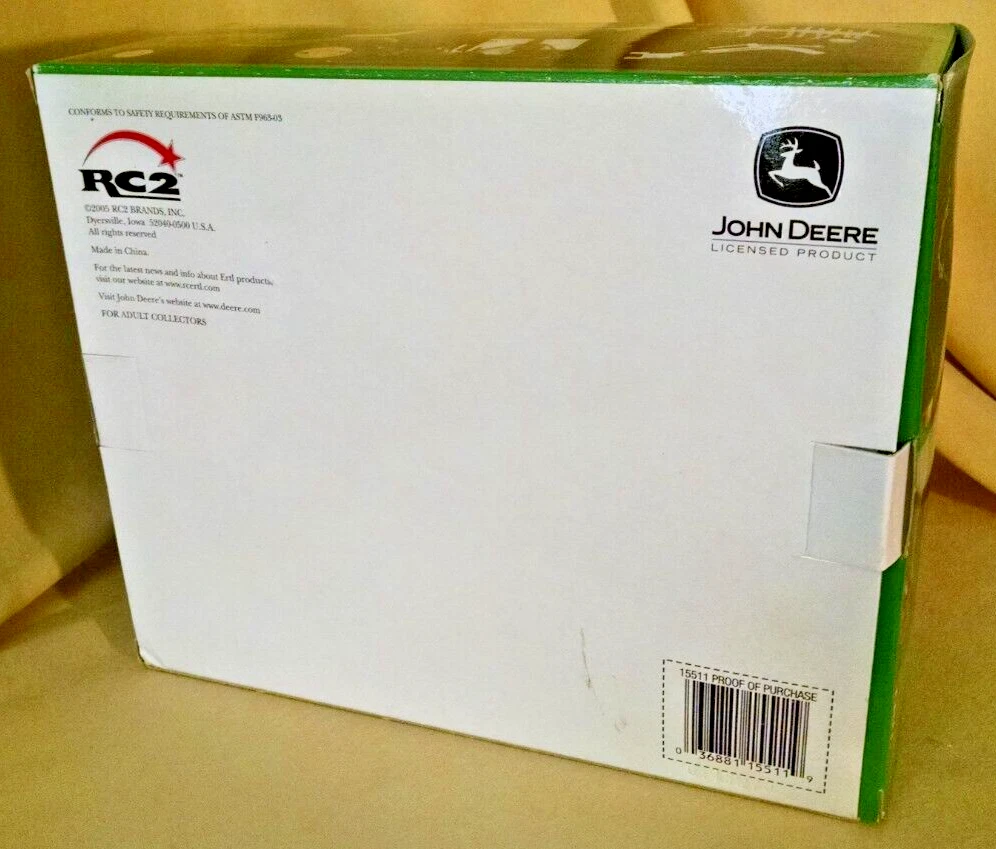 CONFORMS TO SAFETY REQUIREMENTS OF ASTM F963-03
RC2™
©2005 RC2 BRANDS, INC.
Dyersville, Iowa 52040-0500 U.S.A.
All rights reserved
Made in China.
For the latest news and info about Ertl products,
visit our website at www.rcertl.com
Visit John Deere's website at www.deere.com
FOR ADULT COLLECTORS
JOHN DEERE
LICENSED PRODUCT
15511 PROOF OF PURCHASE
0 36881 15511 9